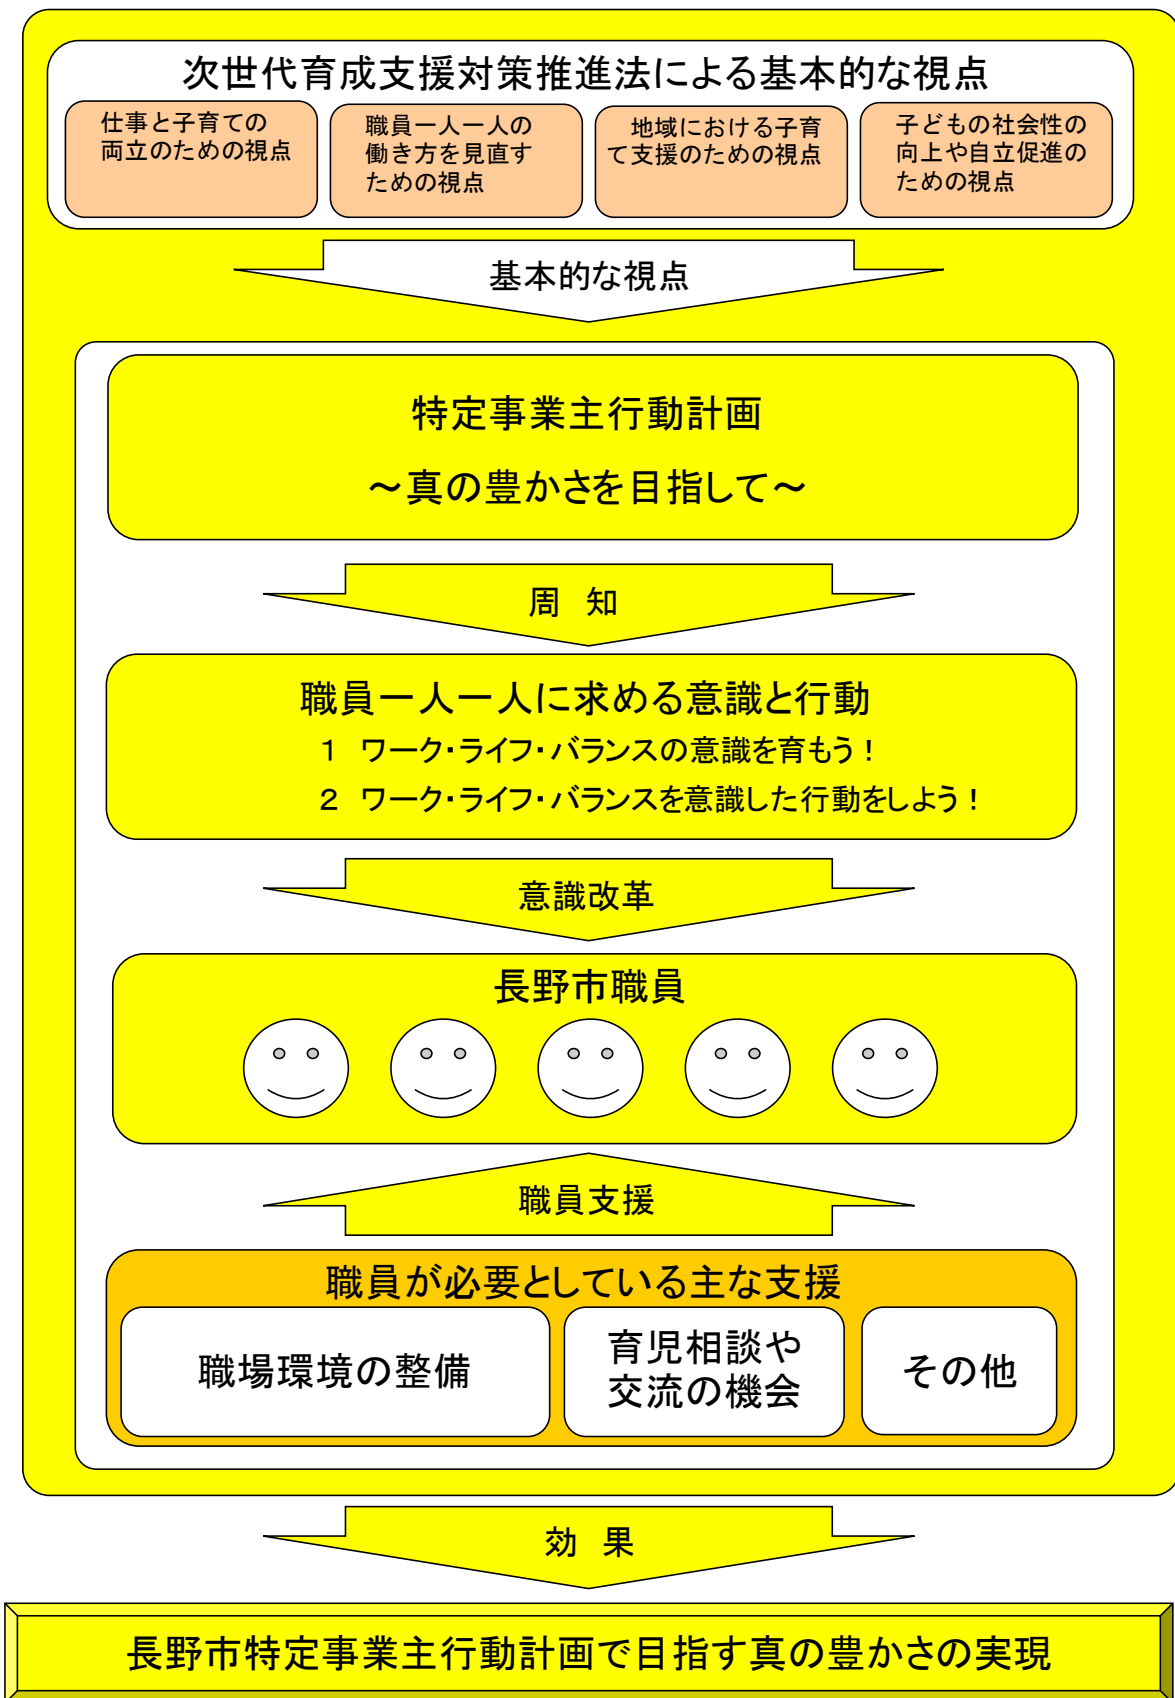 次世代育成支援対策推進法による基本的な視点
仕事と子育ての
両立のための視点
職員一人一人の
働き方を見直す
ための視点
地域における子育
て支援のための視点
子どもの社会性の
向上や自立促進の
ための視点
基本的な視点
特定事業主行動計画
～真の豊かさを目指して～
周 知
職員一人一人に求める意識と行動
1 ワーク・ライフ・バランスの意識を育もう！
2 ワーク・ライフ・バランスを意識した行動をしよう！
意識改革
長野市職員
職員支援
職員が必要としている主な支援
職場環境の整備
育児相談や
交流の機会
その他
効 果
長野市特定事業主行動計画で目指す真の豊かさの実現